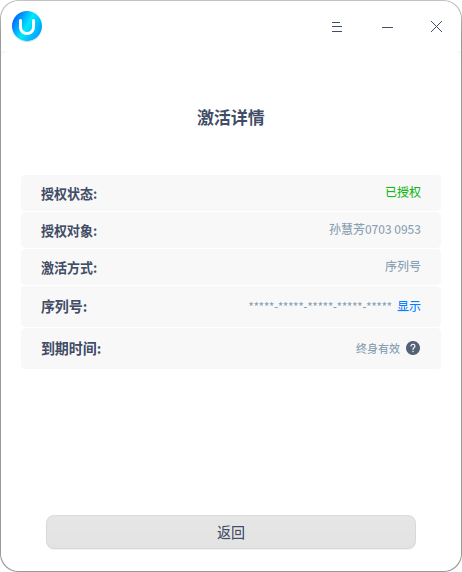 激活详情
授权状态: 已授权
授权对象: 孙慧芳0703 0953
激活方式: 序列号
序列号: *****-*****-*****-*****-***** 显示
到期时间: 终身有效 ?
返回